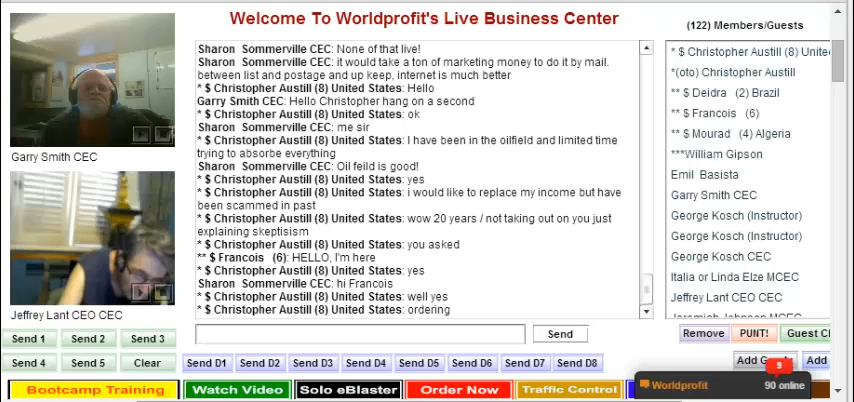 Welcome To Worldprofit's Live Business Center
(122) Members/Guests
Garry Smith CEC
Jeffrey Lant CEO CEC
Sharon Sommerville CEC: None of that live!
Sharon Sommerville CEC: it would take a ton of marketing money to do it by mail.
between list and postage and up keep, internet is much better
* $ Christopher Austill (8) United States: Hello
Garry Smith CEC: Hello Christopher hang on a second
* $ Christopher Austill (8) United States: ok
Sharon Sommerville CEC: me sir
* $ Christopher Austill (8) United States: I have been in the oilfield and limited time
trying to absorbe everything
Sharon Sommerville CEC: Oil feild is good!
* $ Christopher Austill (8) United States: yes
* $ Christopher Austill (8) United States: i would like to replace my income but have
been scammed in past
* $ Christopher Austill (8) United States: wow 20 years / not taking out on you just
explaining skeptisism
* $ Christopher Austill (8) United States: you asked
** $ Francois (6): HELLO, I'm here
* $ Christopher Austill (8) United States: yes
Sharon Sommerville CEC: hi Francois
* $ Christopher Austill (8) United States: well yes
* $ Christopher Austill (8) United States: ordering
* $ Christopher Austill (8) Unite
*(oto) Christopher Austill
** $ Deidra (2) Brazil
** $ Francois (6)
** $ Mourad (4) Algeria
***William Gipson
Emil Basista
Garry Smith CEC
George Kosch (Instructor)
George Kosch (Instructor)
George Kosch CEC
Italia or Linda Elze MCEC
Jeffrey Lant CEO CEC
Jeremiah Johnson MCEC
Send
Remove PUNT! Guest C
Send 1 Send 2 Send 3
Send 4 Send 5 Clear
Send D1 Send D2 Send D3 Send D4 Send D5 Send D6 Send D7 Send D8
Add Add
9
Worldprofit 90 online
Bootcamp Training Watch Video Solo eBlaster Order Now Traffic Control